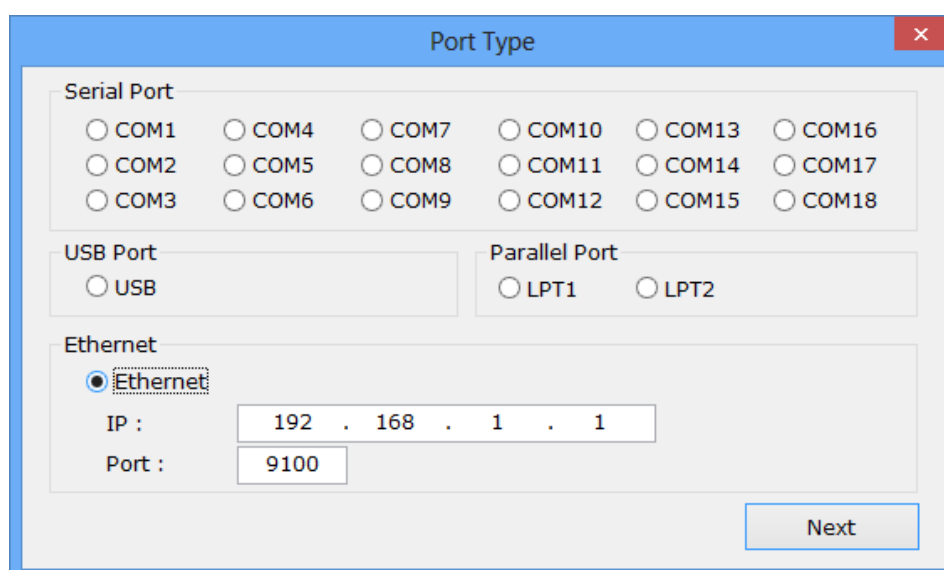 Port Type
Serial Port
COM1 COM4 COM7 COM10 COM13 COM16
COM2 COM5 COM8 COM11 COM14 COM17
COM3 COM6 COM9 COM12 COM15 COM18
USB Port Parallel Port
USB LPT1 LPT2
Ethernet
Ethernet
IP : 192 . 168 . 1 . 1
Port : 9100
Next